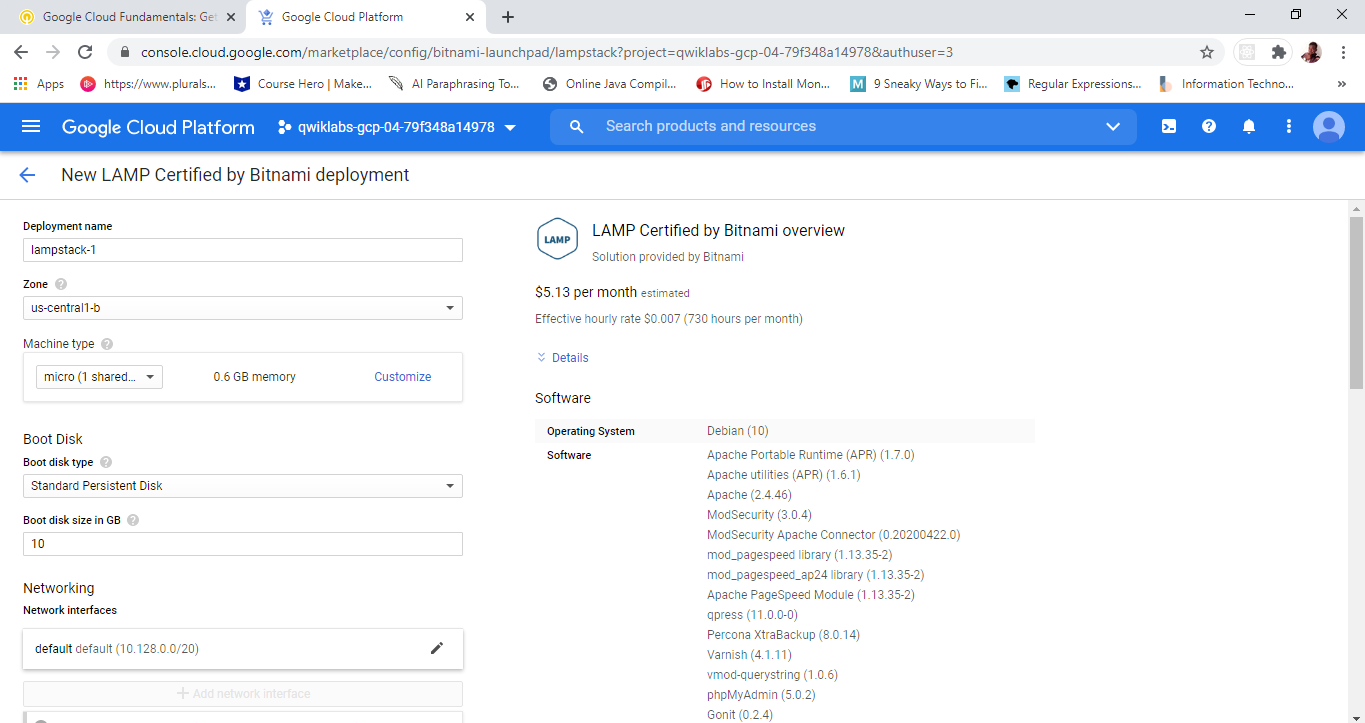 Google Cloud Fundamentals: Get
Google Cloud Platform
console.cloud.google.com/marketplace/config/bitnami-launchpad/lampstack?project=qwiklabs-gcp-04-79f348a14978&authuser=3
Apps
https://www.plurals...
Course Hero | Make...
AI Paraphrasing To...
Online Java Compil...
How to Install Mon...
M
9 Sneaky Ways to Fi...
Regular Expressions...
Information Techno...
»
Google Cloud Platform
qwiklabs-gcp-04-79f348a14978
Search products and resources
New LAMP Certified by Bitnami deployment
Deployment name
lampstack-1
Zone
us-central1-b
Machine type
micro (1 shared...
0.6 GB memory
Customize
Boot Disk
Boot disk type
Standard Persistent Disk
Boot disk size in GB
10
Networking
Network interfaces
default default (10.128.0.0/20)
Add network interface
LAMP
LAMP Certified by Bitnami overview
Solution provided by Bitnami
$5.13 per month estimated
Effective hourly rate $0.007 (730 hours per month)
Details
Software
Operating System Debian (10)
Software Apache Portable Runtime (APR) (1.7.0)
Apache utilities (APR) (1.6.1)
Apache (2.4.46)
ModSecurity (3.0.4)
ModSecurity Apache Connector (0.20200422.0)
mod_pagespeed library (1.13.35-2)
mod_pagespeed_ap24 library (1.13.35-2)
Apache PageSpeed Module (1.13.35-2)
qpress (11.0.0-0)
Percona XtraBackup (8.0.14)
Varnish (4.1.11)
vmod-querystring (1.0.6)
phpMyAdmin (5.0.2)
Gonit (0.2.4)